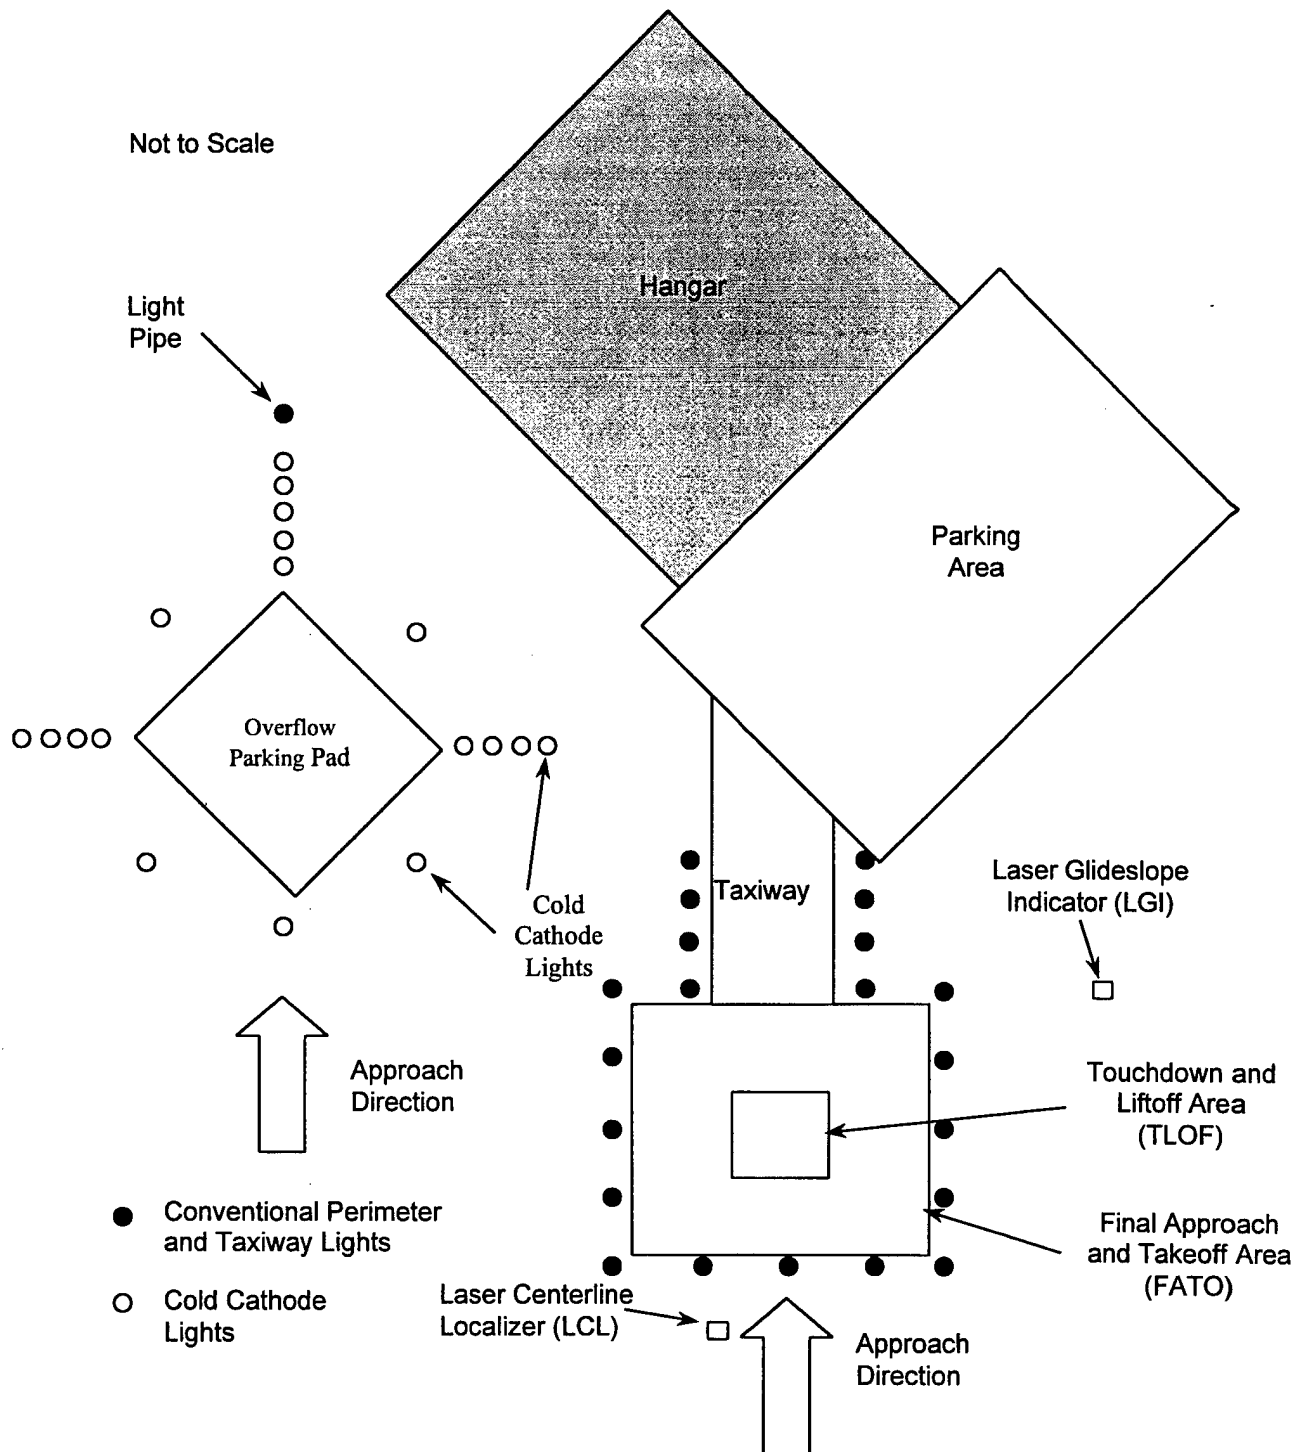 Not to Scale
Hangar
Light
Pipe
Parking
Area
Overflow
Parking Pad
Taxiway
Laser Glideslope
Indicator (LGI)
Cold
Cathode
Lights
Approach
Direction
Touchdown and
Liftoff Area
(TLOF)
Conventional Perimeter
and Taxiway Lights
Final Approach
and Takeoff Area
(FATO)
Cold Cathode
Lights
Laser Centerline
Localizer (LCL)
Approach
Direction